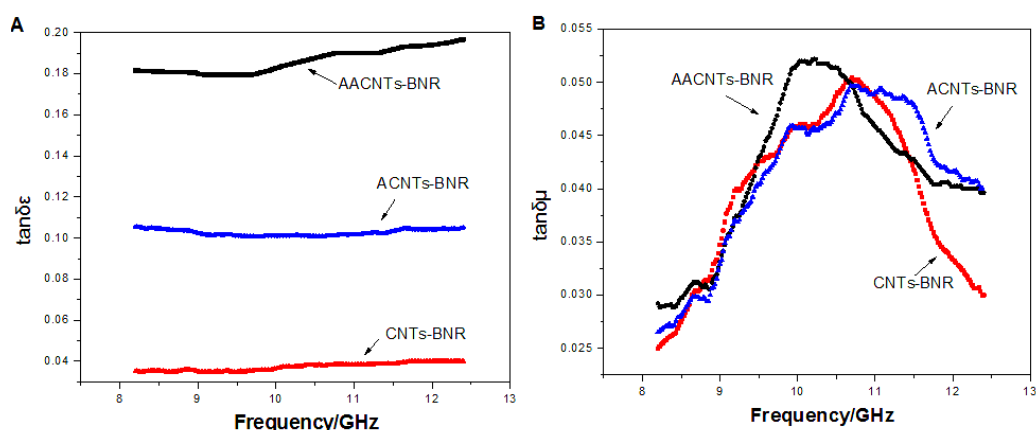 A
0.20
0.18
0.16
0.14
0.12
0.10
0.08
0.06
0.04
tanδε
AACNTs-BNR
ACNTs-BNR
CNTs-BNR
8 9 10 11 12 13
Frequency/GHz
B
0.050
0.045
0.040
0.035
0.030
0.025
tanδμ
AACNTs-BNR
ACNTs-BNR
CNTs-BNR
8 9 10 11 12 13
Frequency/GHz